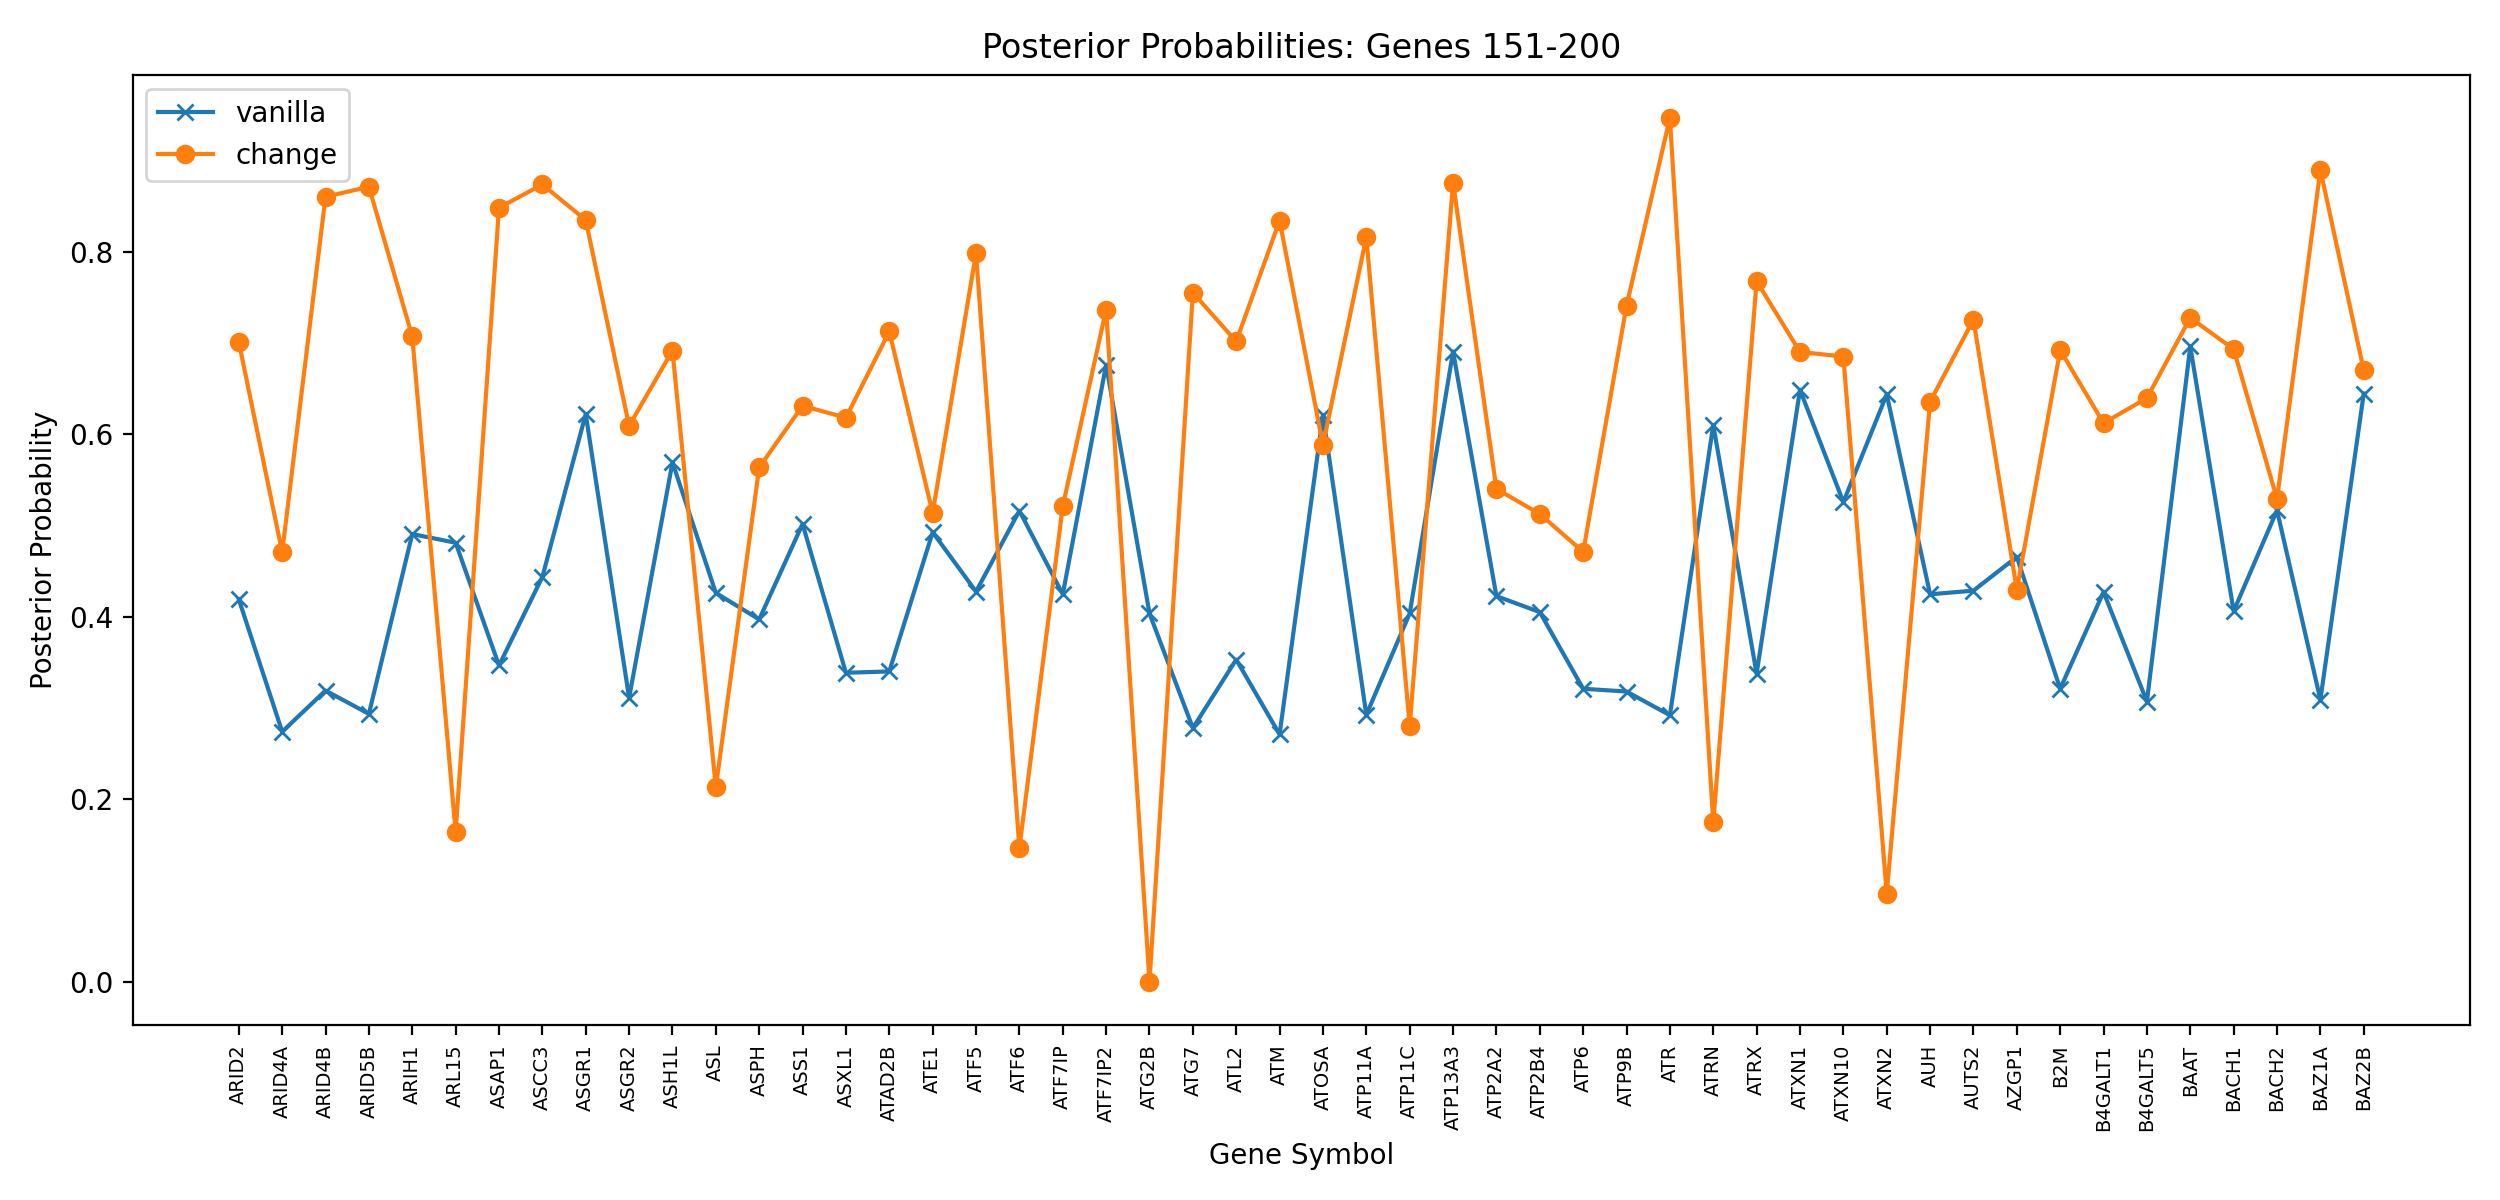 Posterior Probabilities: Genes 151-200
vanilla
change
Posterior Probability
0.8
0.6
0.4
0.2
0.0
ARID2
ARID4A
ARID4B
ARID5B
ARIH1
ARL15
ASAP1
ASCC3
ASGR1
ASGR2
ASH1L
ASL
ASPH
ASS1
ASXL1
ATAD2B
ATE1
ATF5
ATF6
ATF7IP
ATF7IP2
ATG2B
ATG7
ATL2
ATM
ATOSA
ATP11A
ATP11C
ATP13A3
ATP2A2
ATP2B4
ATP6
ATP9B
ATR
ATRN
ATRX
ATXN1
ATXN10
ATXN2
AUH
AUTS2
AZGP1
B2M
B4GALT1
B4GALT5
BAAT
BACH1
BACH2
BAZ1A
BAZ2B
Gene Symbol